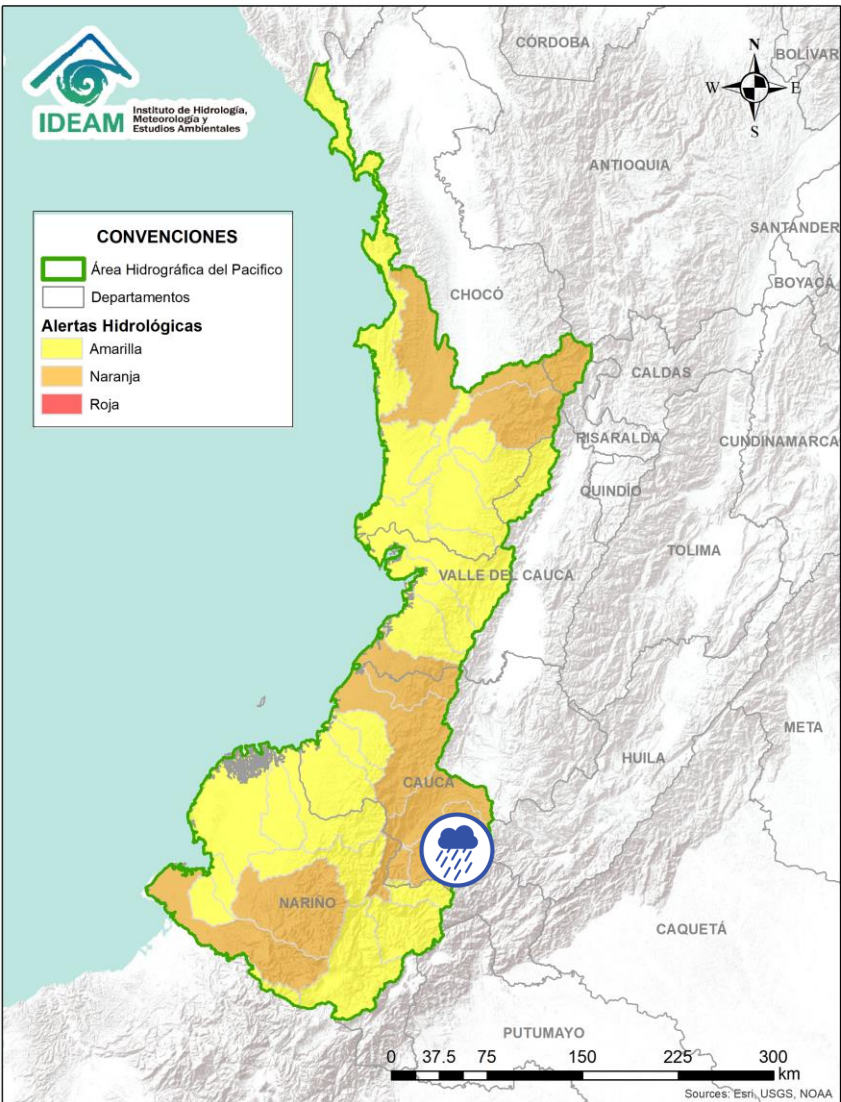 IDEAM
Instituto de Hidrología,
Meteorología y
Estudios Ambientales
N
W E
S
CONVENCIONES
Área Hidrográfica del Pacifico
Departamentos
Alertas Hidrológicas
Amarilla
Naranja
Roja
CÓRDOBA
BOLÍVAR
ANTIOQUIA
SANTANDER
BOYACÁ
CHOCÓ
CALDAS
RISARALDA
CUNDINAMARCA
QUINDÍO
TOLIMA
VALLE DEL CAUCA
META
HUILA
CAUCA
NARIÑO
CAQUETÁ
PUTUMAYO
0 37.5 75 150 225 300
km
Sources: Esri, USGS, NOAA